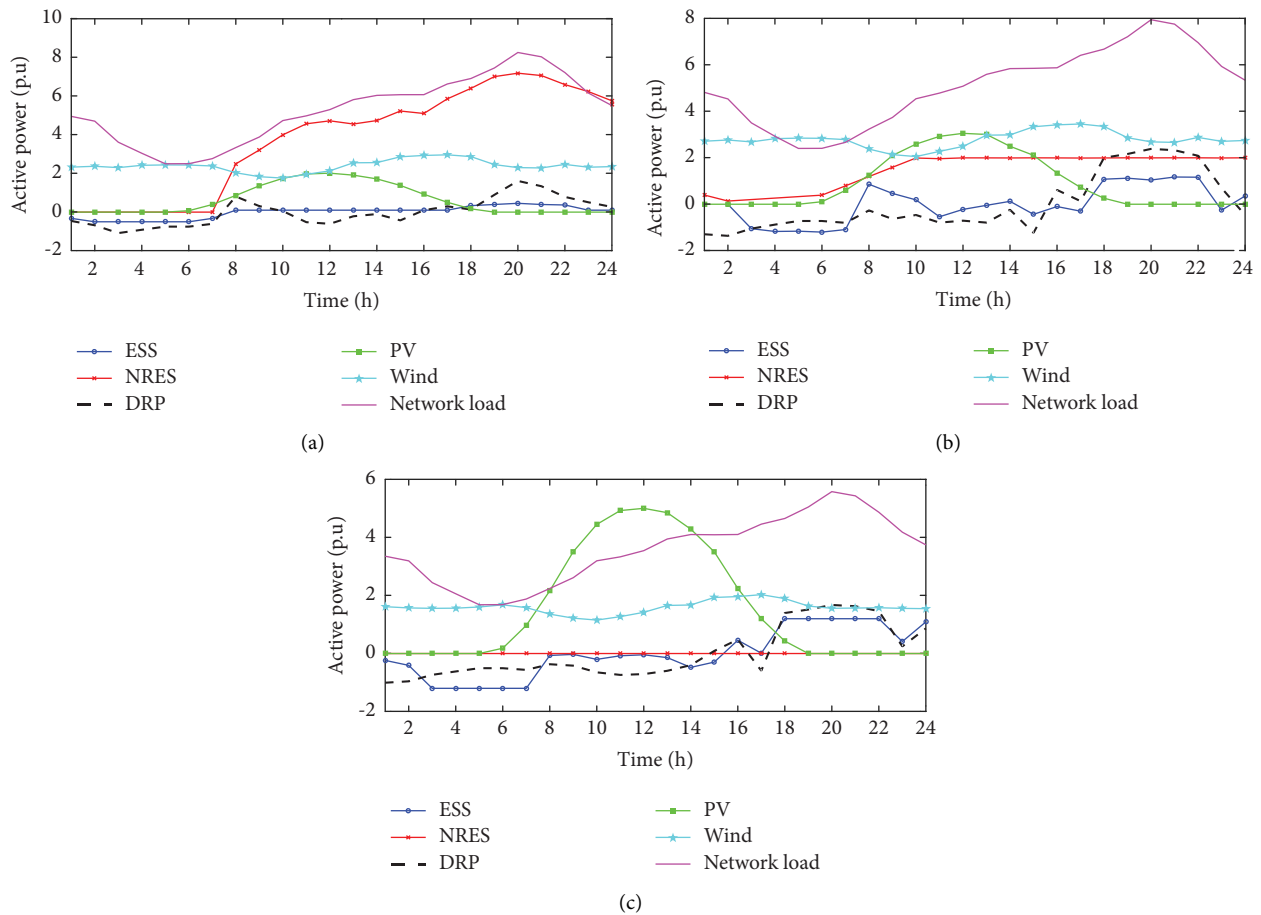 10
8
6
4
2
0
-2
Active power (p.u)
2 4 6 8 10 12 14 16 18 20 22 24
Time (h)
ESS
NRES
DRP
PV
Wind
Network load
(a)
8
6
4
2
0
-2
Active power (p.u)
2 4 6 8 10 12 14 16 18 20 22 24
Time (h)
ESS
NRES
DRP
PV
Wind
Network load
(b)
6
4
2
0
-2
Active power (p.u)
2 4 6 8 10 12 14 16 18 20 22 24
Time (h)
ESS
NRES
DRP
PV
Wind
Network load
(c)